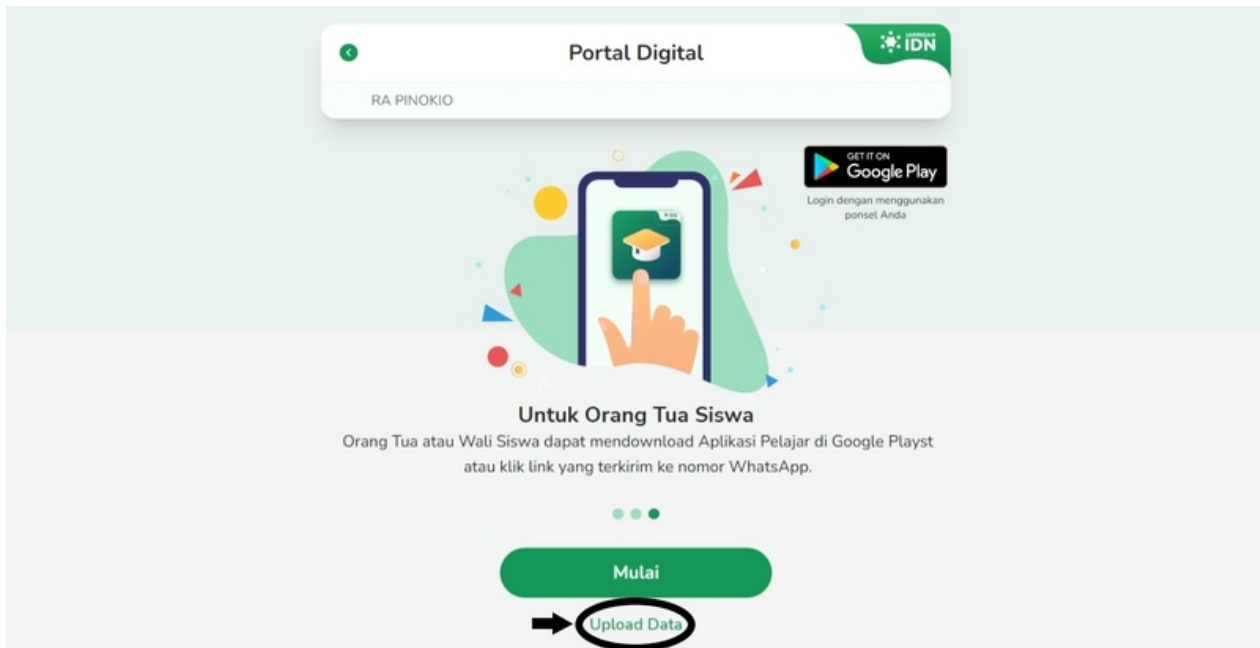 Portal Digital
JARINGAN
IDN
RA PINOKIO
GET IT ON
Google Play
Login dengan menggunakan
ponsel Anda
Untuk Orang Tua Siswa
Orang Tua atau Wali Siswa dapat mendownload Aplikasi Pelajar di Google Playst
atau klik link yang terkirim ke nomor WhatsApp.
Mulai
Upload Data